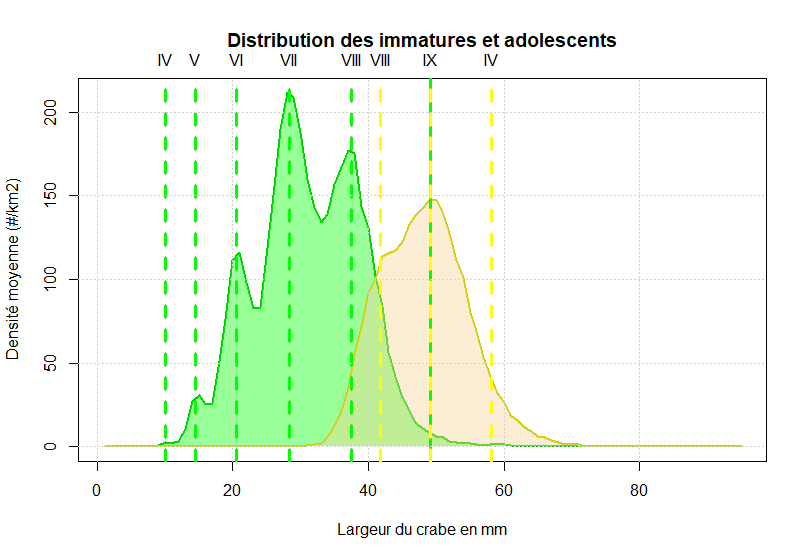 Distribution des immatures et adolescents
IV V VI VII VIII VIII IX IV
Densité moyenne (#/km2)
200
150
100
50
0
0 20 40 60 80
Largeur du crabe en mm